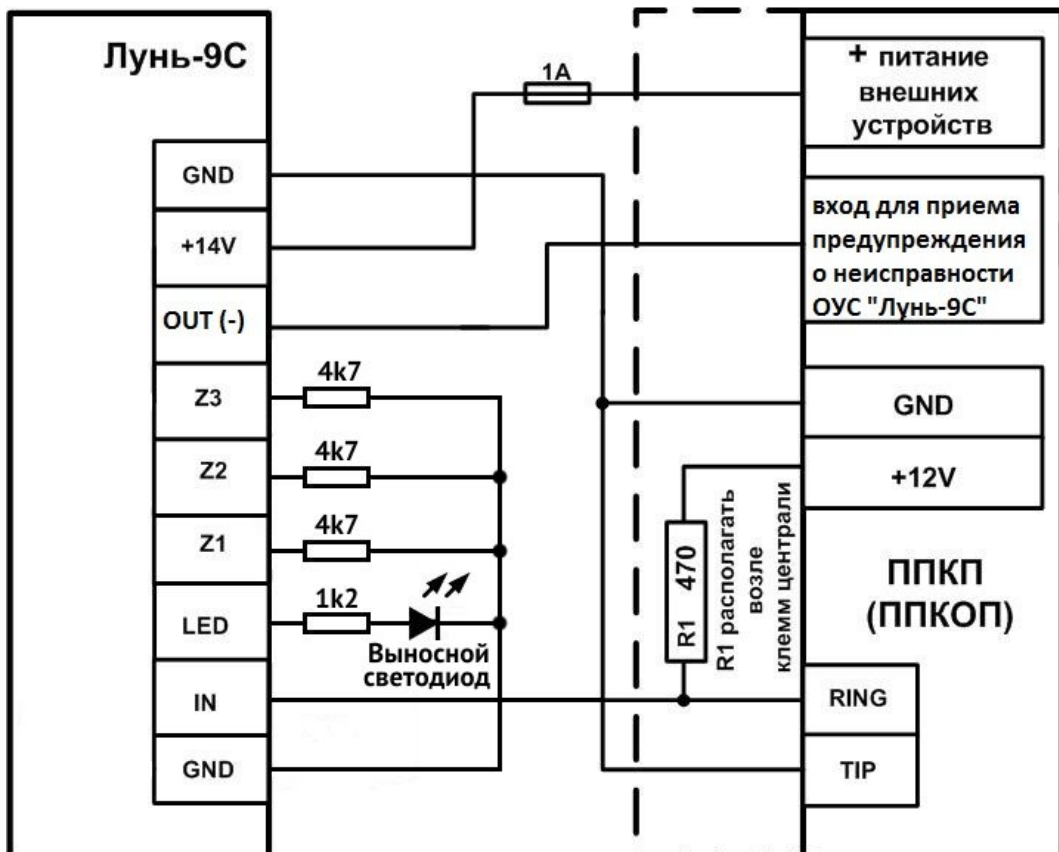 Лунь-9С
GND
+14V
OUT (-)
Z3
Z2
Z1
LED
IN
GND
4k7
4k7
4k7
1k2
Выносной
светодиод
1А
+ питание
внешних
устройств
вход для приема
предупреждения
о неисправности
ОУС "Лунь-9С"
GND
+12V
R1 470
R1 располагать
возле
клемм централи
ППКП
(ППКОП)
RING
TIP